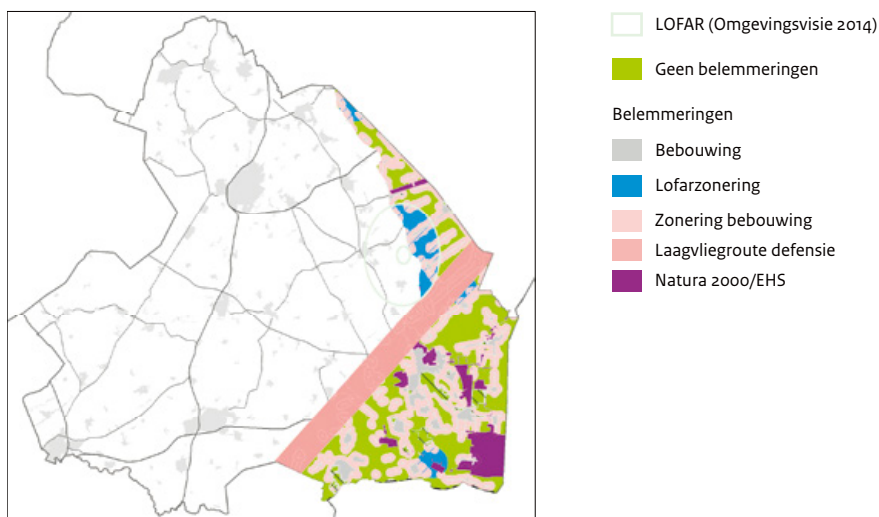 LOFAR (Omgevingsvisie 2014)
Geen belemmeringen
Belemmeringen
Bebouwing
Lofarzonering
Zonering bebouwing
Laagvliegroute defensie
Natura 2000/EHS